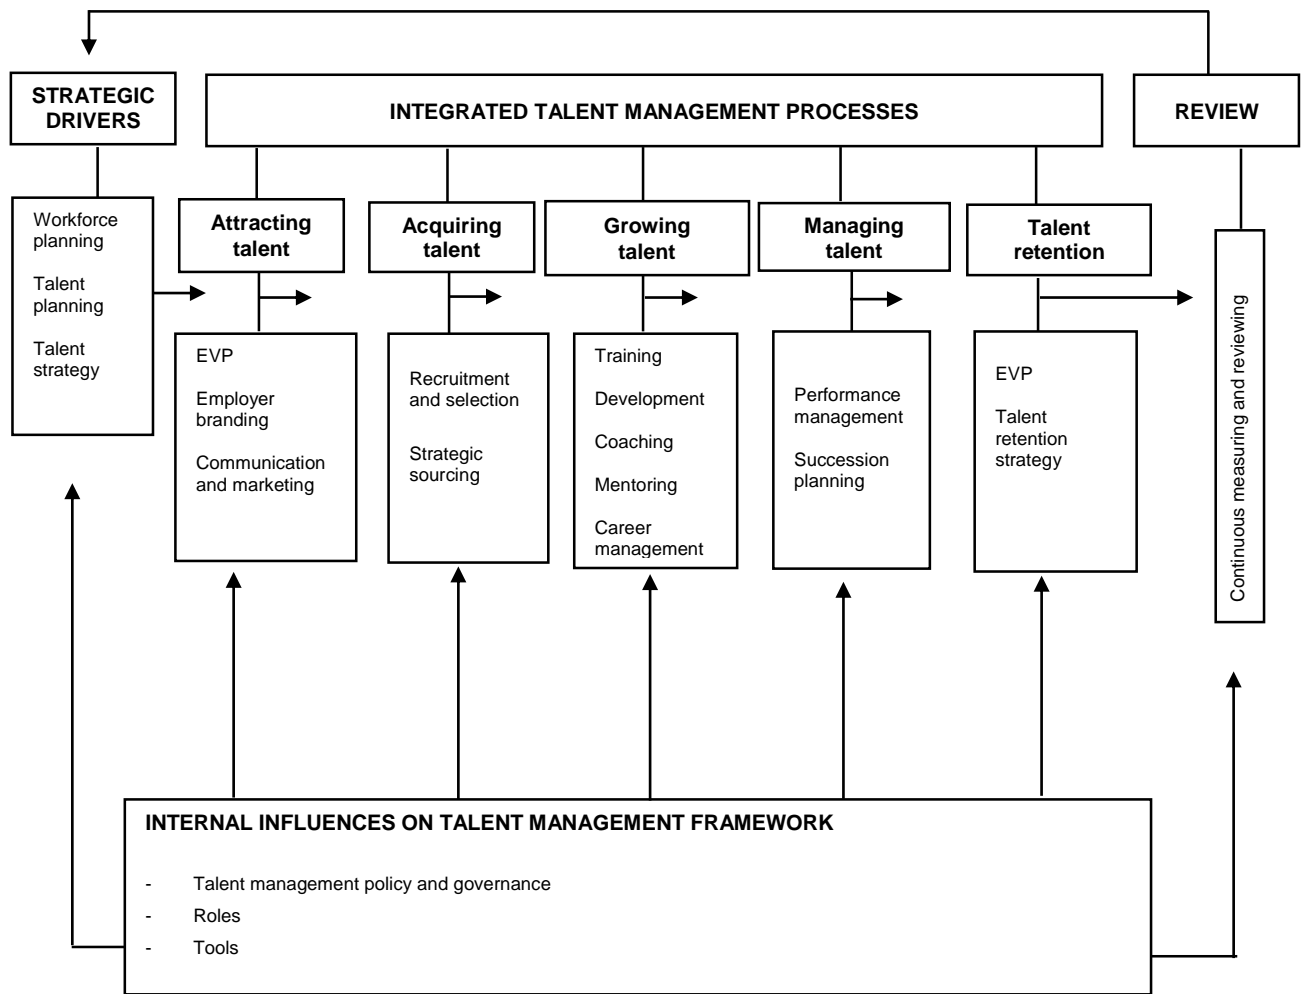 STRATEGIC
DRIVERS
INTEGRATED TALENT MANAGEMENT PROCESSES
REVIEW
Workforce
planning
Talent
planning
Talent
strategy
Attracting
talent
EVP
Employer
branding
Communication
and marketing
Acquiring
talent
Recruitment
and selection
Strategic
sourcing
Growing
talent
Training
Development
Coaching
Mentoring
Career
management
Managing
talent
Performance
management
Succession
planning
Talent
retention
EVP
Talent
retention
strategy
Continuous measuring and reviewing
INTERNAL INFLUENCES ON TALENT MANAGEMENT FRAMEWORK
- Talent management policy and governance
- Roles
- Tools